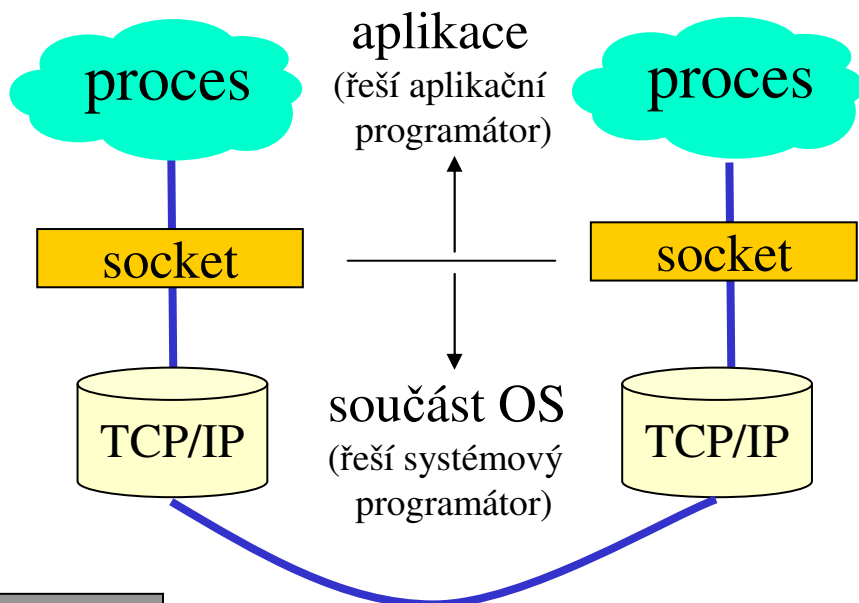 aplikace
(řeší aplikační
programátor)
proces
proces
socket
socket
součást OS
(řeší systémový
programátor)
TCP/IP
TCP/IP